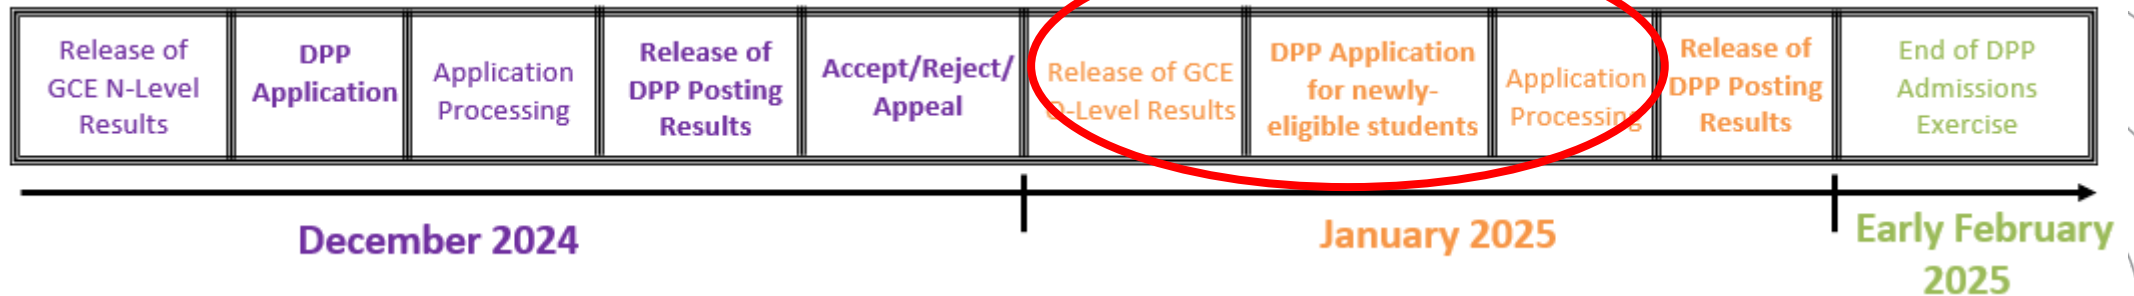 Release of
GCE N-Level
Results
DPP
Application
Application
Processing
Release of
DPP Posting
Results
Accept/Reject/
Appeal
Release of GCE
O-Level Results
DPP Application
for newly-
eligible students
Application
Processing
Release of
DPP Posting
Results
End of DPP
Admissions
Exercise
December 2024
January 2025
Early February
2025